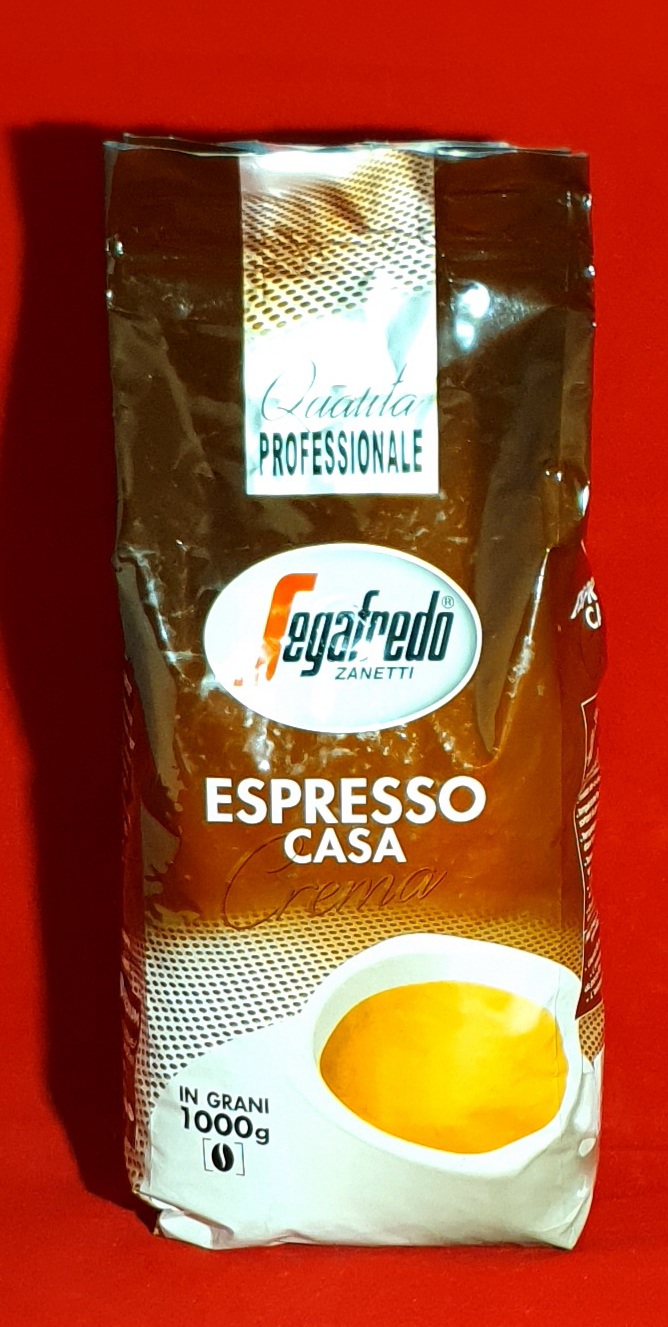 Qualità
PROFESSIONALE
Segafredo®
ZANETTI
ESPRESSO
CASA
Crema
IN GRANI
1000g